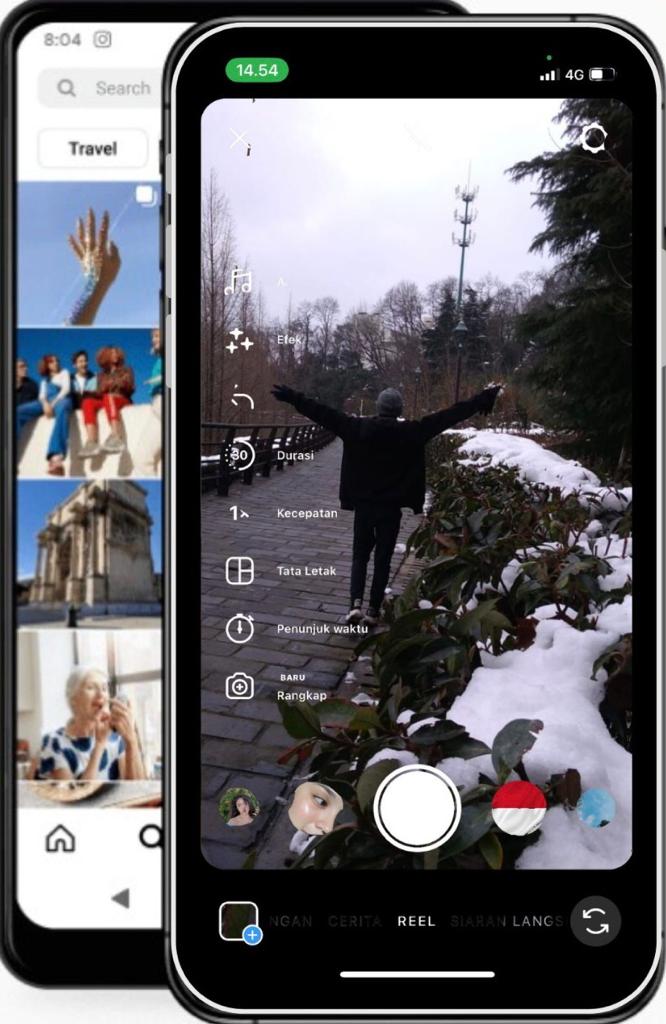 8:04
Search
Travel
14.54
4G
Efek
30
Durasi
1×
Kecepatan
Tata Letak
Penunjuk waktu
BARU
Rangkap
NGAN
CERITA
REEL
SIARAN LANGS